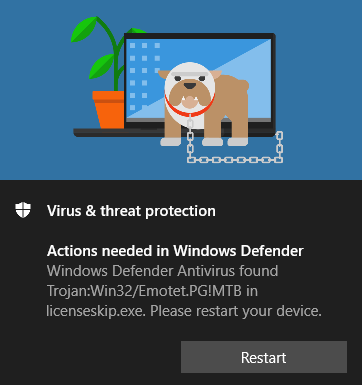 Virus & threat protection
Actions needed in Windows Defender
Windows Defender Antivirus found
Trojan:Win32/Emotet.PG!MTB in
licenseskip.exe. Please restart your device.
Restart